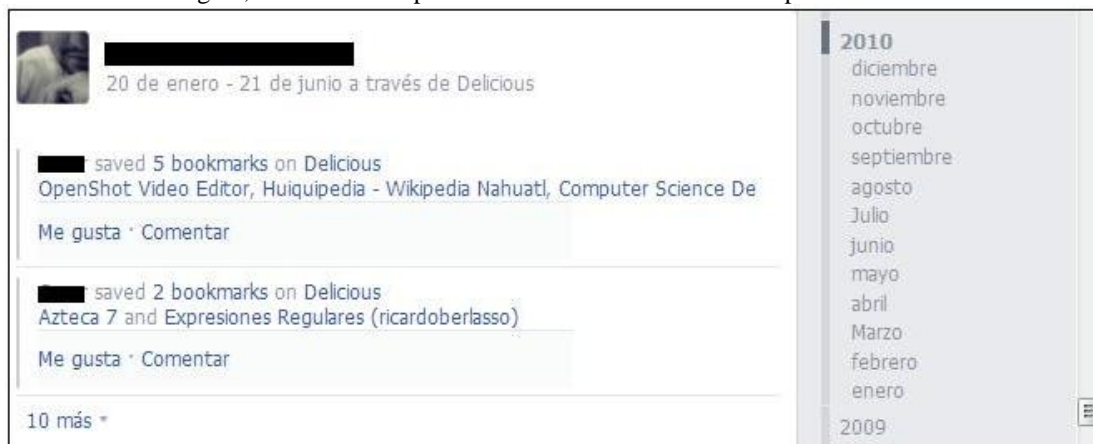 20 de enero - 21 de junio a través de Delicious
saved 5 bookmarks on Delicious
OpenShot Video Editor, Huiquipedia - Wikipedia Nahuatl, Computer Science De
Me gusta · Comentar
saved 2 bookmarks on Delicious
Azteca 7 and Expresiones Regulares (ricardoberlasso)
Me gusta · Comentar
10 más
2010
diciembre
noviembre
octubre
septiembre
agosto
Julio
junio
mayo
abril
Marzo
febrero
enero
2009